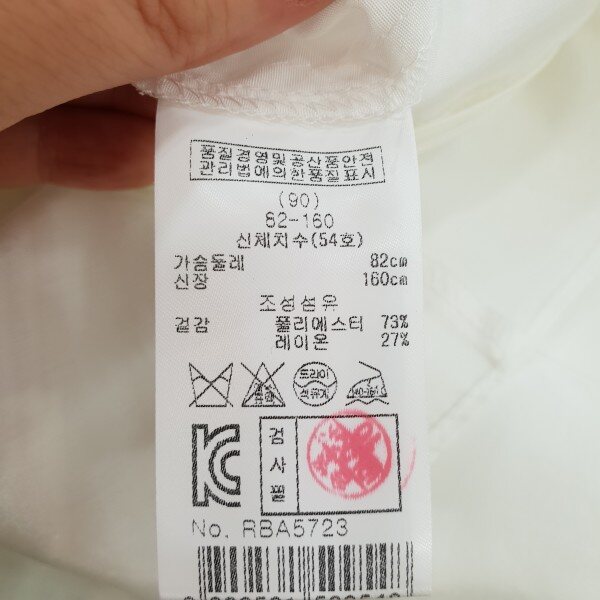 품질경영및공산품안전
관리법에의한품질표시
(90)
82-160
신체치수(54호)
가슴둘레 82cm
신장 160cm
조성섬유
겉감 폴리에스터 73%
레이온 27%
드라이
석유계
검사필
No. RBA5723